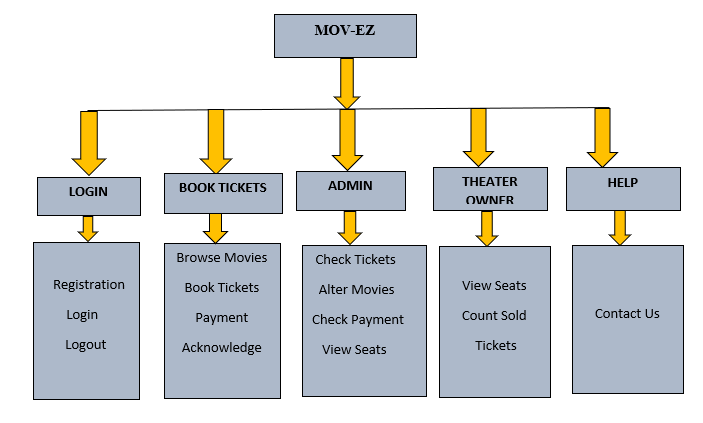 MOV-EZ
LOGIN
BOOK TICKETS
ADMIN
THEATER
OWNER
HELP
Registration
Login
Logout
Browse Movies
Book Tickets
Payment
Acknowledge
Check Tickets
Alter Movies
Check Payment
View Seats
View Seats
Count Sold
Tickets
Contact Us